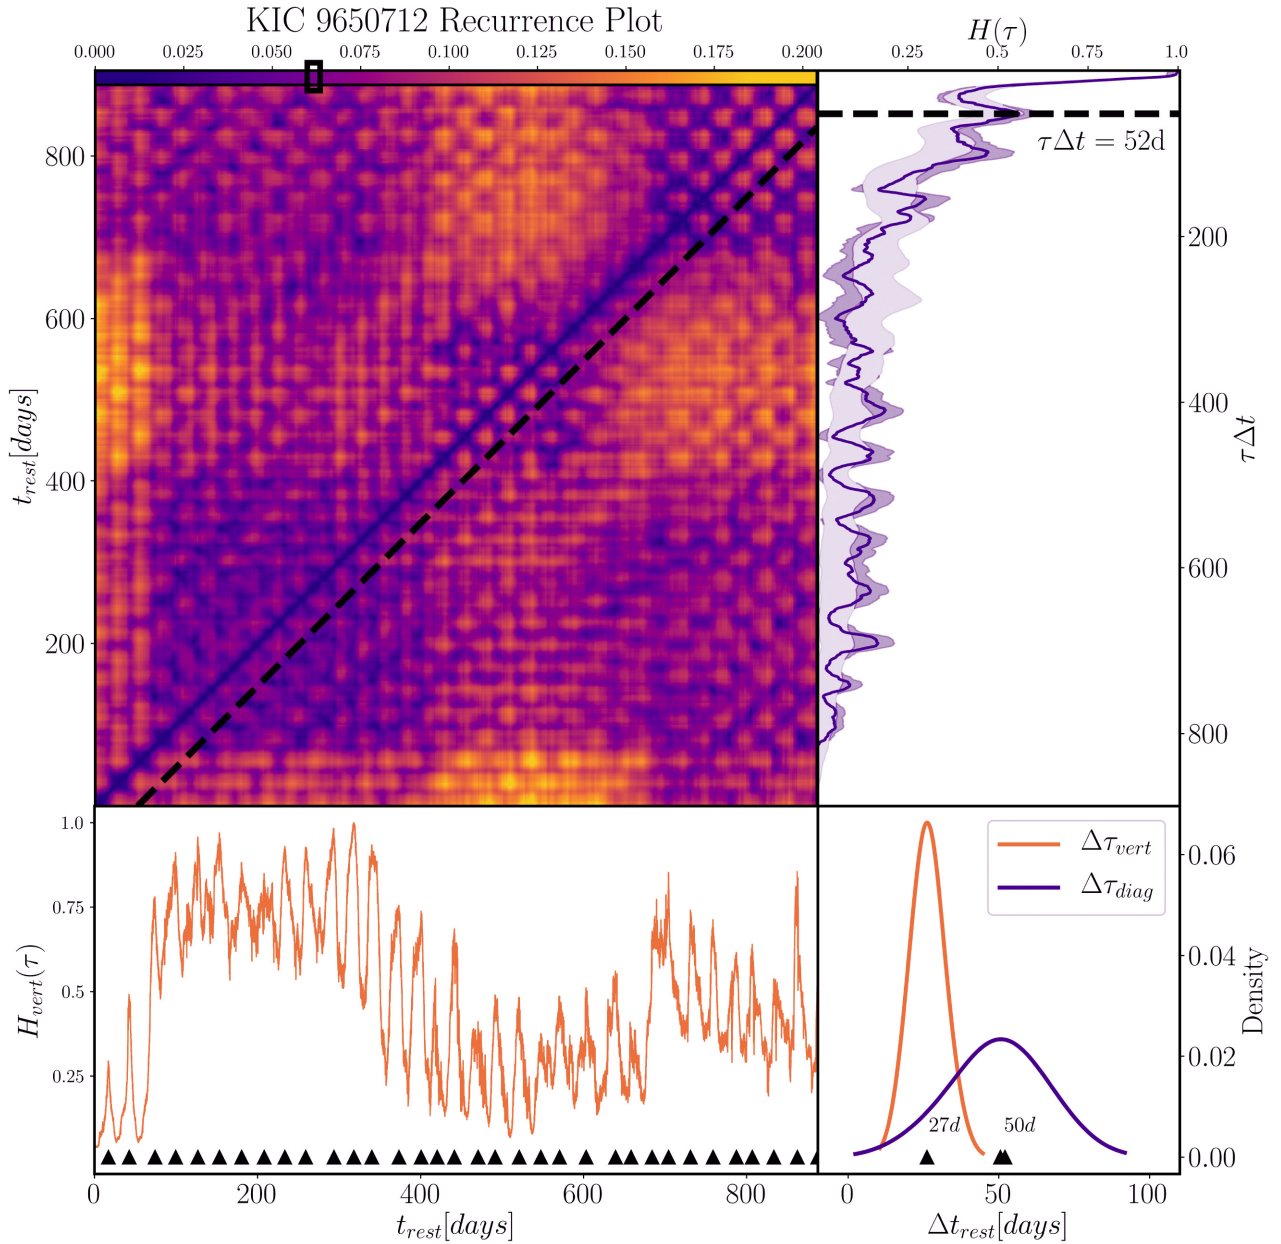 KIC 9650712 Recurrence Plot
H(τ)
0.000 0.025 0.050 0.075 0.100 0.125 0.150 0.175 0.200
0.25 0.5 0.75 1.0
τΔt = 52d
t_rest[days]
800
600
400
200
200
400
600
800
τΔt
H_vert(τ)
1.0
0.75
0.5
0.25
Δτ_vert
Δτ_diag
27d 50d
0.06
0.04
0.02
0.00
Density
0 200 400 600 800
0 50 100
t_rest[days]
Δt_rest[days]